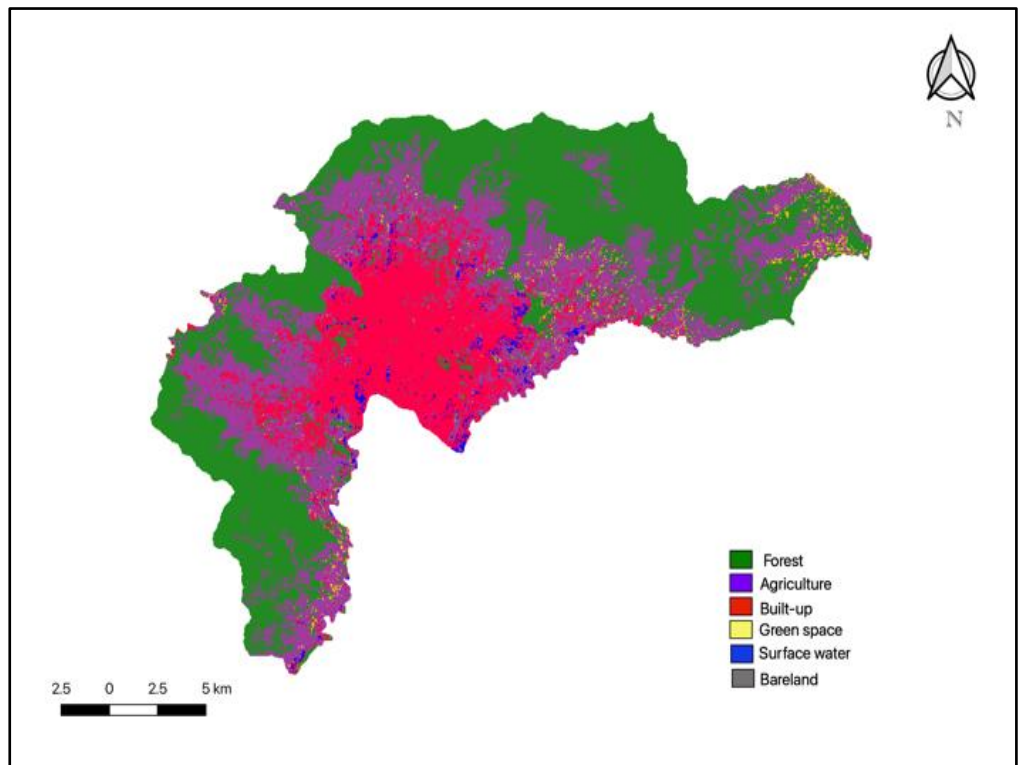 N
Forest
Agriculture
Built-up
Green space
Surface water
Bareland
2.5 0 2.5 5 km